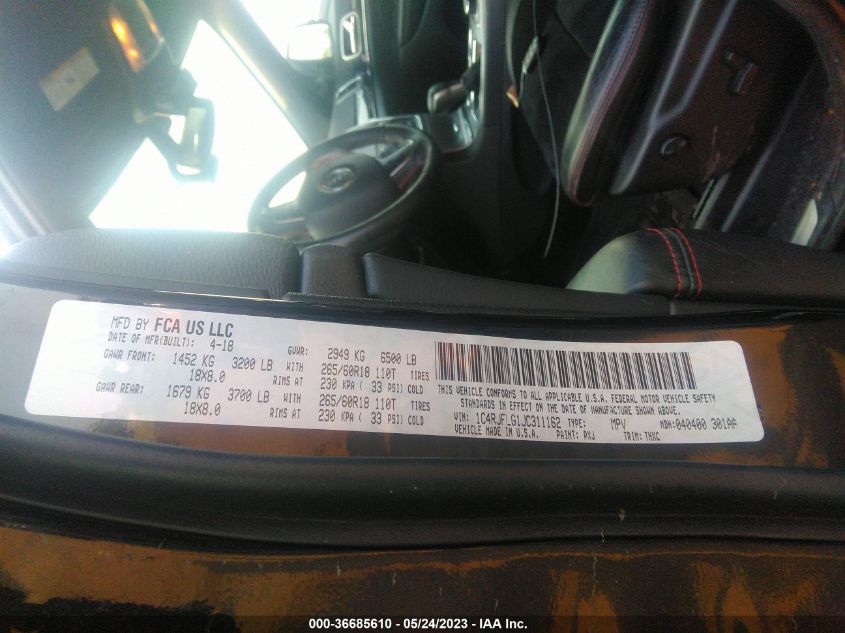 MFD BY FCA US LLC
DATE OF MFR(BUILT): 4-18 GVWR: 2949 KG 6500 LB
GAWR FRONT: 1452 KG 3200 LB WITH 265/60R18 110T TIRES
18X8.0 RIMS AT 230 KPA ( 33 PSI) COLD
GAWR REAR: 1679 KG 3700 LB WITH 265/60R18 110T TIRES
18X8.0 RIMS AT 230 KPA ( 33 PSI) COLD
THIS VEHICLE CONFORMS TO ALL APPLICABLE U.S.A. FEDERAL MOTOR VEHICLE SAFETY
STANDARDS IN EFFECT ON THE DATE OF MANUFACTURE SHOWN ABOVE.
VIN: 1C4RJFLG1JC311162 TYPE: MPV MDH: 040400 301AA
VEHICLE MADE IN U.S.A. PAINT: PXJ TRIM: THXC
000-36685610 - 05/24/2023 - IAA Inc.